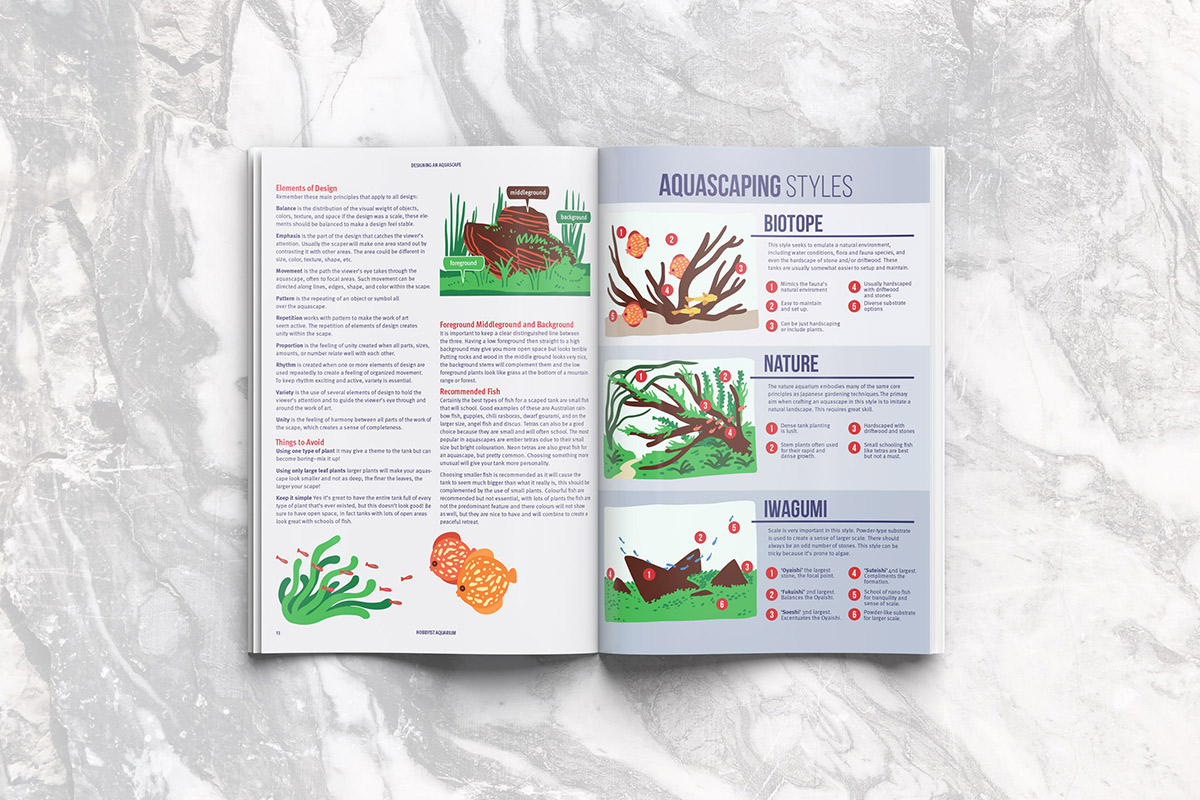 DESIGNING AN AQUASCAPE
Elements of Design
Remember these main principles that apply to all design:
Balance is the distribution of the visual weight of objects,
colors, texture, and space if the design was a scale, these ele-
ments should be balanced to make a design feel stable.
Emphasis is the part of the design that catches the viewer's
attention. Usually the scaper will make one area stand out by
contrasting it with other areas. The area could be different in
size, color, texture, shape, etc.
Movement is the path the viewer's eye takes through the
aquascape, often to focal areas. Such movement can be
directed along lines, edges, shape, and color within the scape.
Pattern is the repeating of an object or symbol all
over the aquascape.
Repetition works with pattern to make the work of art
seem active. The repetition of elements of design creates
unity within the scape.
Proportion is the feeling of unity created when all parts, sizes,
amounts, or number relate well with each other.
Rhythm is created when one or more elements of design are
used repeatedly to create a feeling of organized movement.
To keep rhythm exciting and active, variety is essential.
Variety is the use of several elements of design to hold the
viewer's attention and to guide the viewer's eye through and
around the work of art.
Unity is the feeling of harmony between all parts of the work of
the scape, which creates a sense of completeness.
Things to Avoid
Using one type of plant it may give a theme to the tank but can
become boring–mix it up!
Using only large leaf plants larger plants will make your aquas-
cape look smaller and not as deep, the finer the leaves, the
larger your scape!
Keep it simple Yes it's great to have the entire tank full of every
type of plant that's ever existed, but this doesn't look good! Be
sure to have open space, in fact tanks with lots of open areas
look great with schools of fish.
middleground
background
foreground
Foreground Middleground and Background
It is important to keep a clear distinguished line between
the three. Having a low foreground then straight to a high
background may give you more open space but looks terrible
Putting rocks and wood in the middle ground looks very nice,
the background stems will complement them and the low
foreground plants look like grass at the bottom of a mountain
range or forest.
Recommended Fish
Certainly the best types of fish for a scaped tank are small fish
that will school. Good examples of these are Australian rain-
bow fish, guppies, chili rasboras, dwarf gourami, and on the
larger size, angel fish and discus. Tetras can also be a good
choice because they are small and will often school. The most
popular in aquascapes are ember tetras odue to their small
size but bright colouration. Neon tetras are also great fish for
an aquascape, but pretty common. Choosing something more
unusual will give your tank more personality.
Choosing smaller fish is recommended as it will cause the
tank to seem much bigger than what it really is, this should be
complemented by the use of small plants. Colourful fish are
recommended but not essential, with lots of plants the fish are
not the predominant feature and there colours will not show
as well, but they are nice to have and will combine to create a
peaceful retreat.
13
HOBBYIST AQUARIUM
AQUASCAPING STYLES
BIOTOPE
This style seeks to emulate a natural environment,
including water conditions, flora and fauna species, and
even the hardscape of stone and/or driftwood. These
tanks are usually somewhat easier to setup and maintain.
1 Mimics the fauna's
natural enviroment
2 Easy to maintain
and set up.
3 Can be just hardscaping
or include plants.
4 Usually hardscaped
with driftwood
and stones
5 Diverse substrate
options
1
2
3
4
5
NATURE
The nature aquarium embodies many of the same core
principles as Japanese gardening techniques. The primary
aim when crafting an aquascape in this style is to imitate a
natural landscape. This requires great skill.
1 Dense tank planting
is lush.
2 Stem plants often used
for their rapid and
dense growth.
3 Hardscaped with
driftwood and stones
4 Small schooling fish
like tetras are best
but not a must.
1
2
3
4
IWAGUMI
Scale is very important in this style. Powder-type substrate
is used to create a sense of larger scale. There should
always be an odd number of stones. This style can be
tricky because it's prone to algae.
1 'Oyaishi' the largest
stone, the focal point.
2 'Fukuishi' 2nd largest.
Balances the Oyaishi.
3 'Soeshi' 3nd largest.
Excentuates the Oyaishi.
4 'Suteishi' 4nd largest.
Compliments the
formation.
5 School of nano fish
for tranquility and
sense of scale.
6 Powder-like substrate
for larger scale.
1
2
3
4
5
6